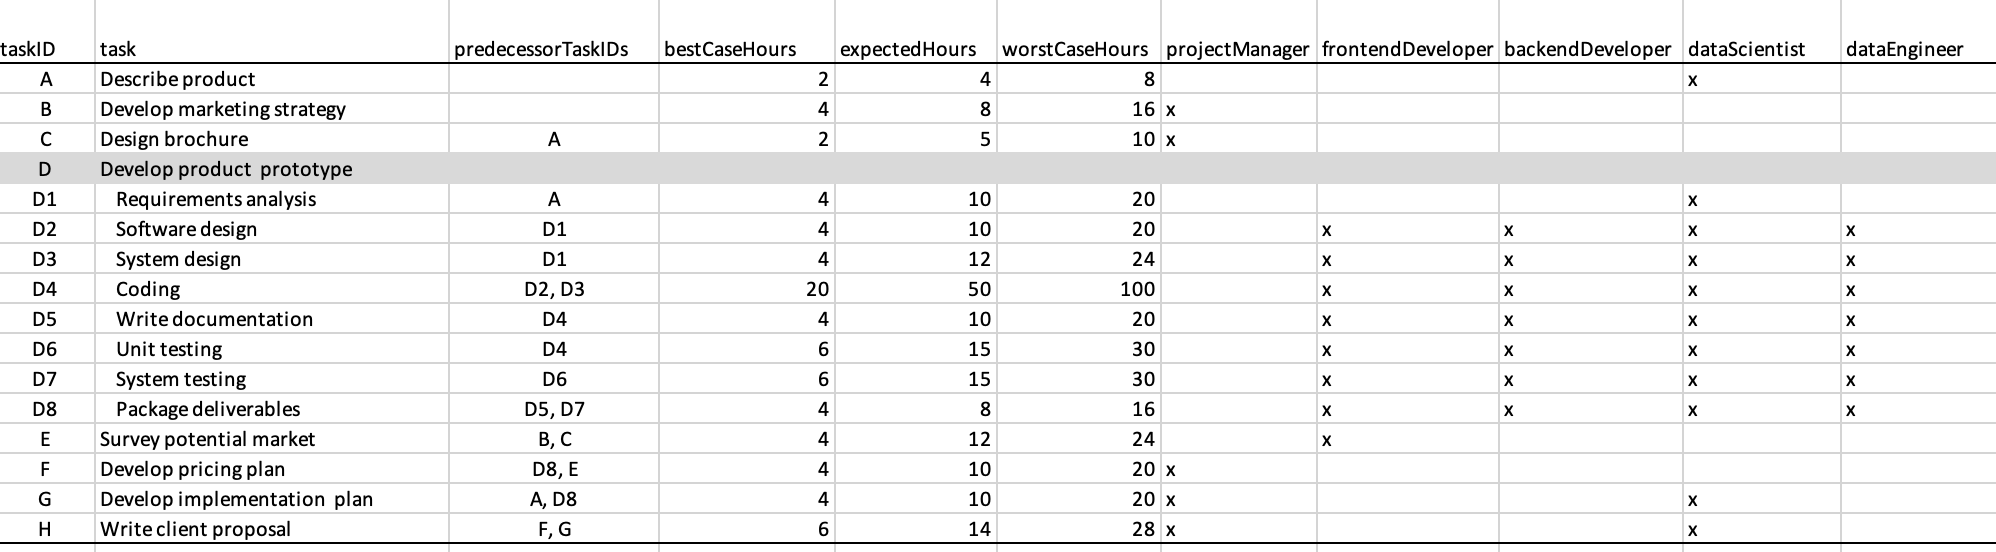 taskID task predecessorTaskIDs bestCaseHours expectedHours worstCaseHours projectManager frontendDeveloper backendDeveloper dataScientist dataEngineer
A Describe product 2 4 8 x
B Develop marketing strategy 4 8 16 x
C Design brochure A 2 5 10 x
D Develop product prototype
D1 Requirements analysis A 4 10 20 x
D2 Software design D1 4 10 20 x x x x
D3 System design D1 4 12 24 x x x x
D4 Coding D2, D3 20 50 100 x x x x
D5 Write documentation D4 4 10 20 x x x x
D6 Unit testing D4 6 15 30 x x x x
D7 System testing D6 6 15 30 x x x x
D8 Package deliverables D5, D7 4 8 16 x x x x
E Survey potential market B, C 4 12 24 x
F Develop pricing plan D8, E 4 10 20 x
G Develop implementation plan A, D8 4 10 20 x x
H Write client proposal F, G 6 14 28 x x